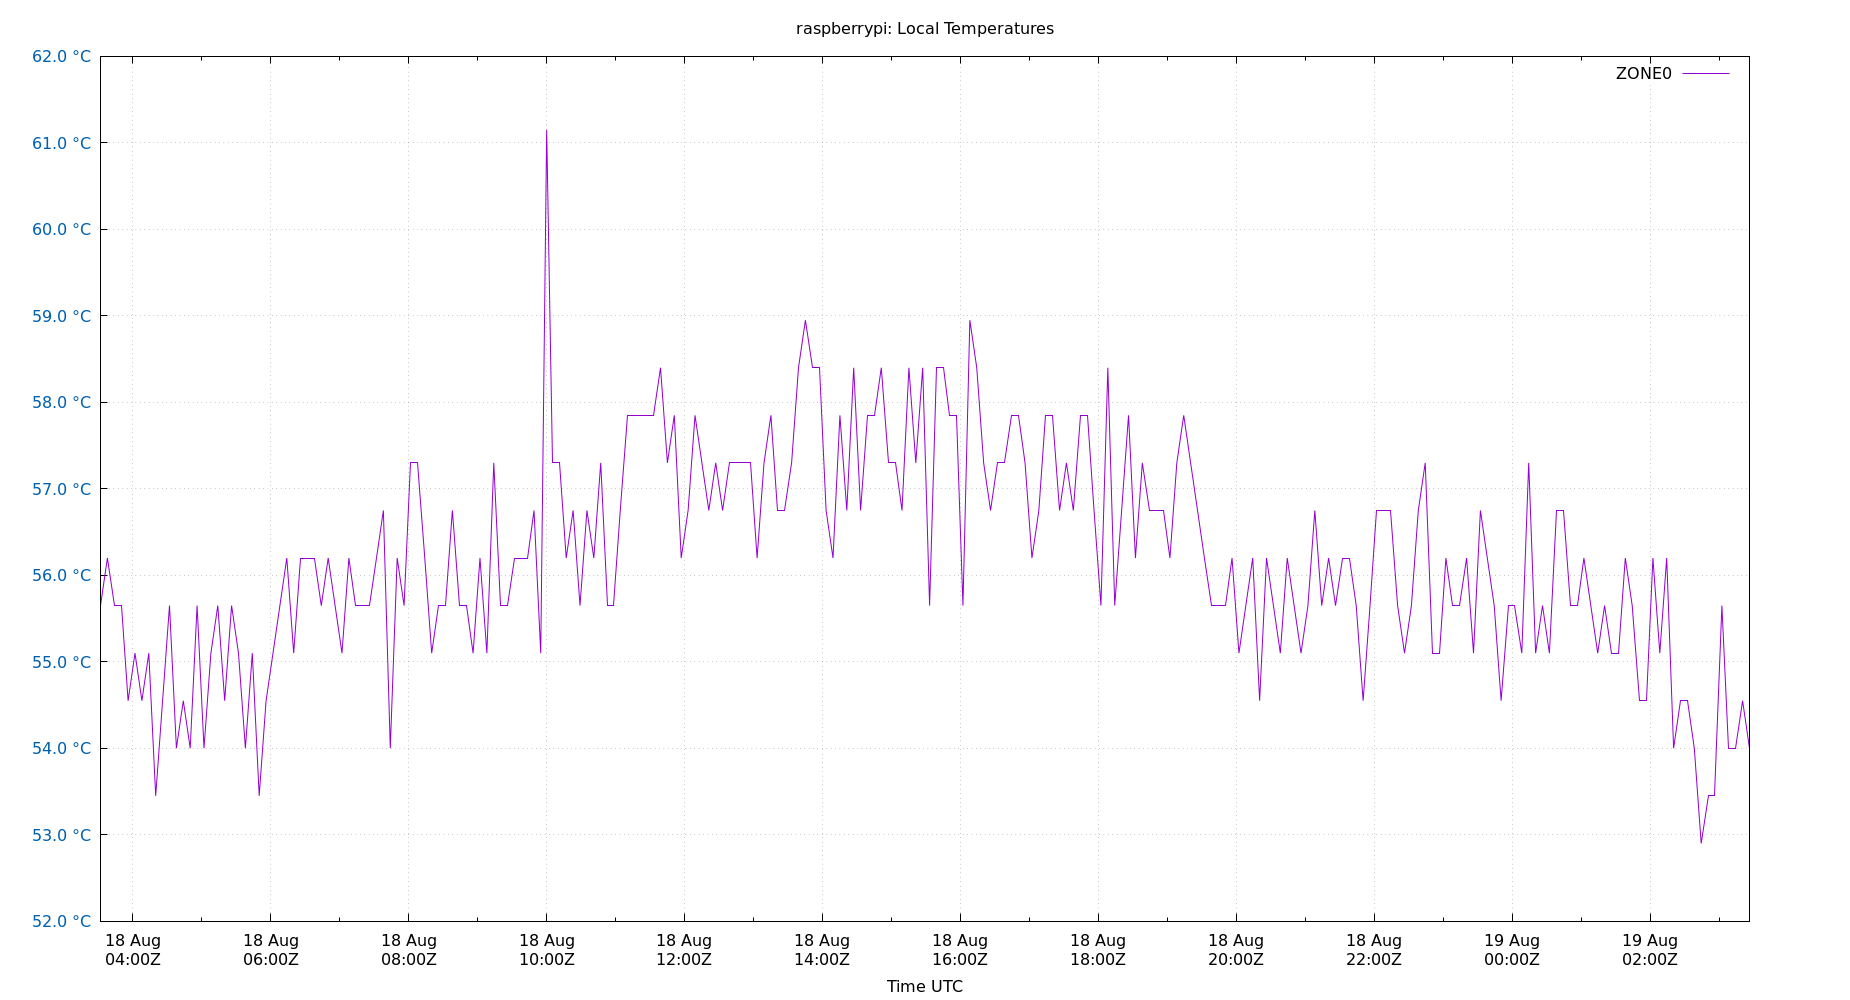 raspberrypi: Local Temperatures
62.0 °C
ZONE0
61.0 °C
60.0 °C
59.0 °C
58.0 °C
57.0 °C
56.0 °C
55.0 °C
54.0 °C
53.0 °C
52.0 °C
18 Aug 18 Aug 18 Aug 18 Aug 18 Aug 18 Aug 18 Aug 18 Aug 18 Aug 18 Aug 19 Aug 19 Aug
04:00Z 06:00Z 08:00Z 10:00Z 12:00Z 14:00Z 16:00Z 18:00Z 20:00Z 22:00Z 00:00Z 02:00Z
Time UTC